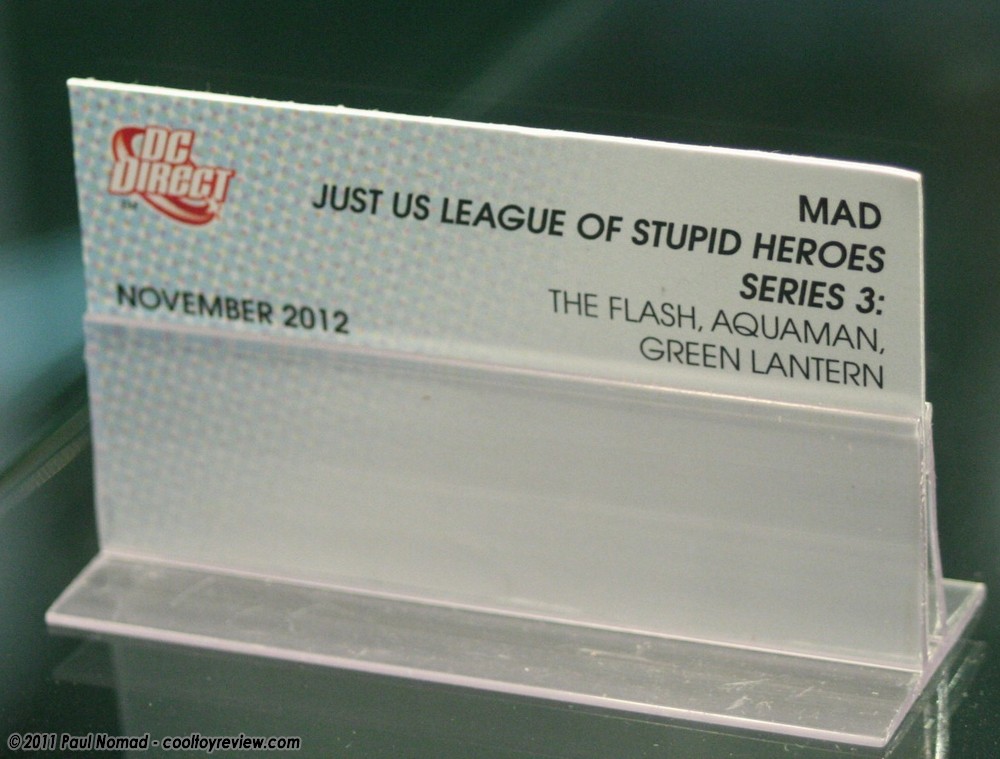 DC
DIRECT
TM
MAD
JUST US LEAGUE OF STUPID HEROES
SERIES 3:
THE FLASH, AQUAMAN,
GREEN LANTERN
NOVEMBER 2012
©2011 Paul Nomad - cooltoyreview.com